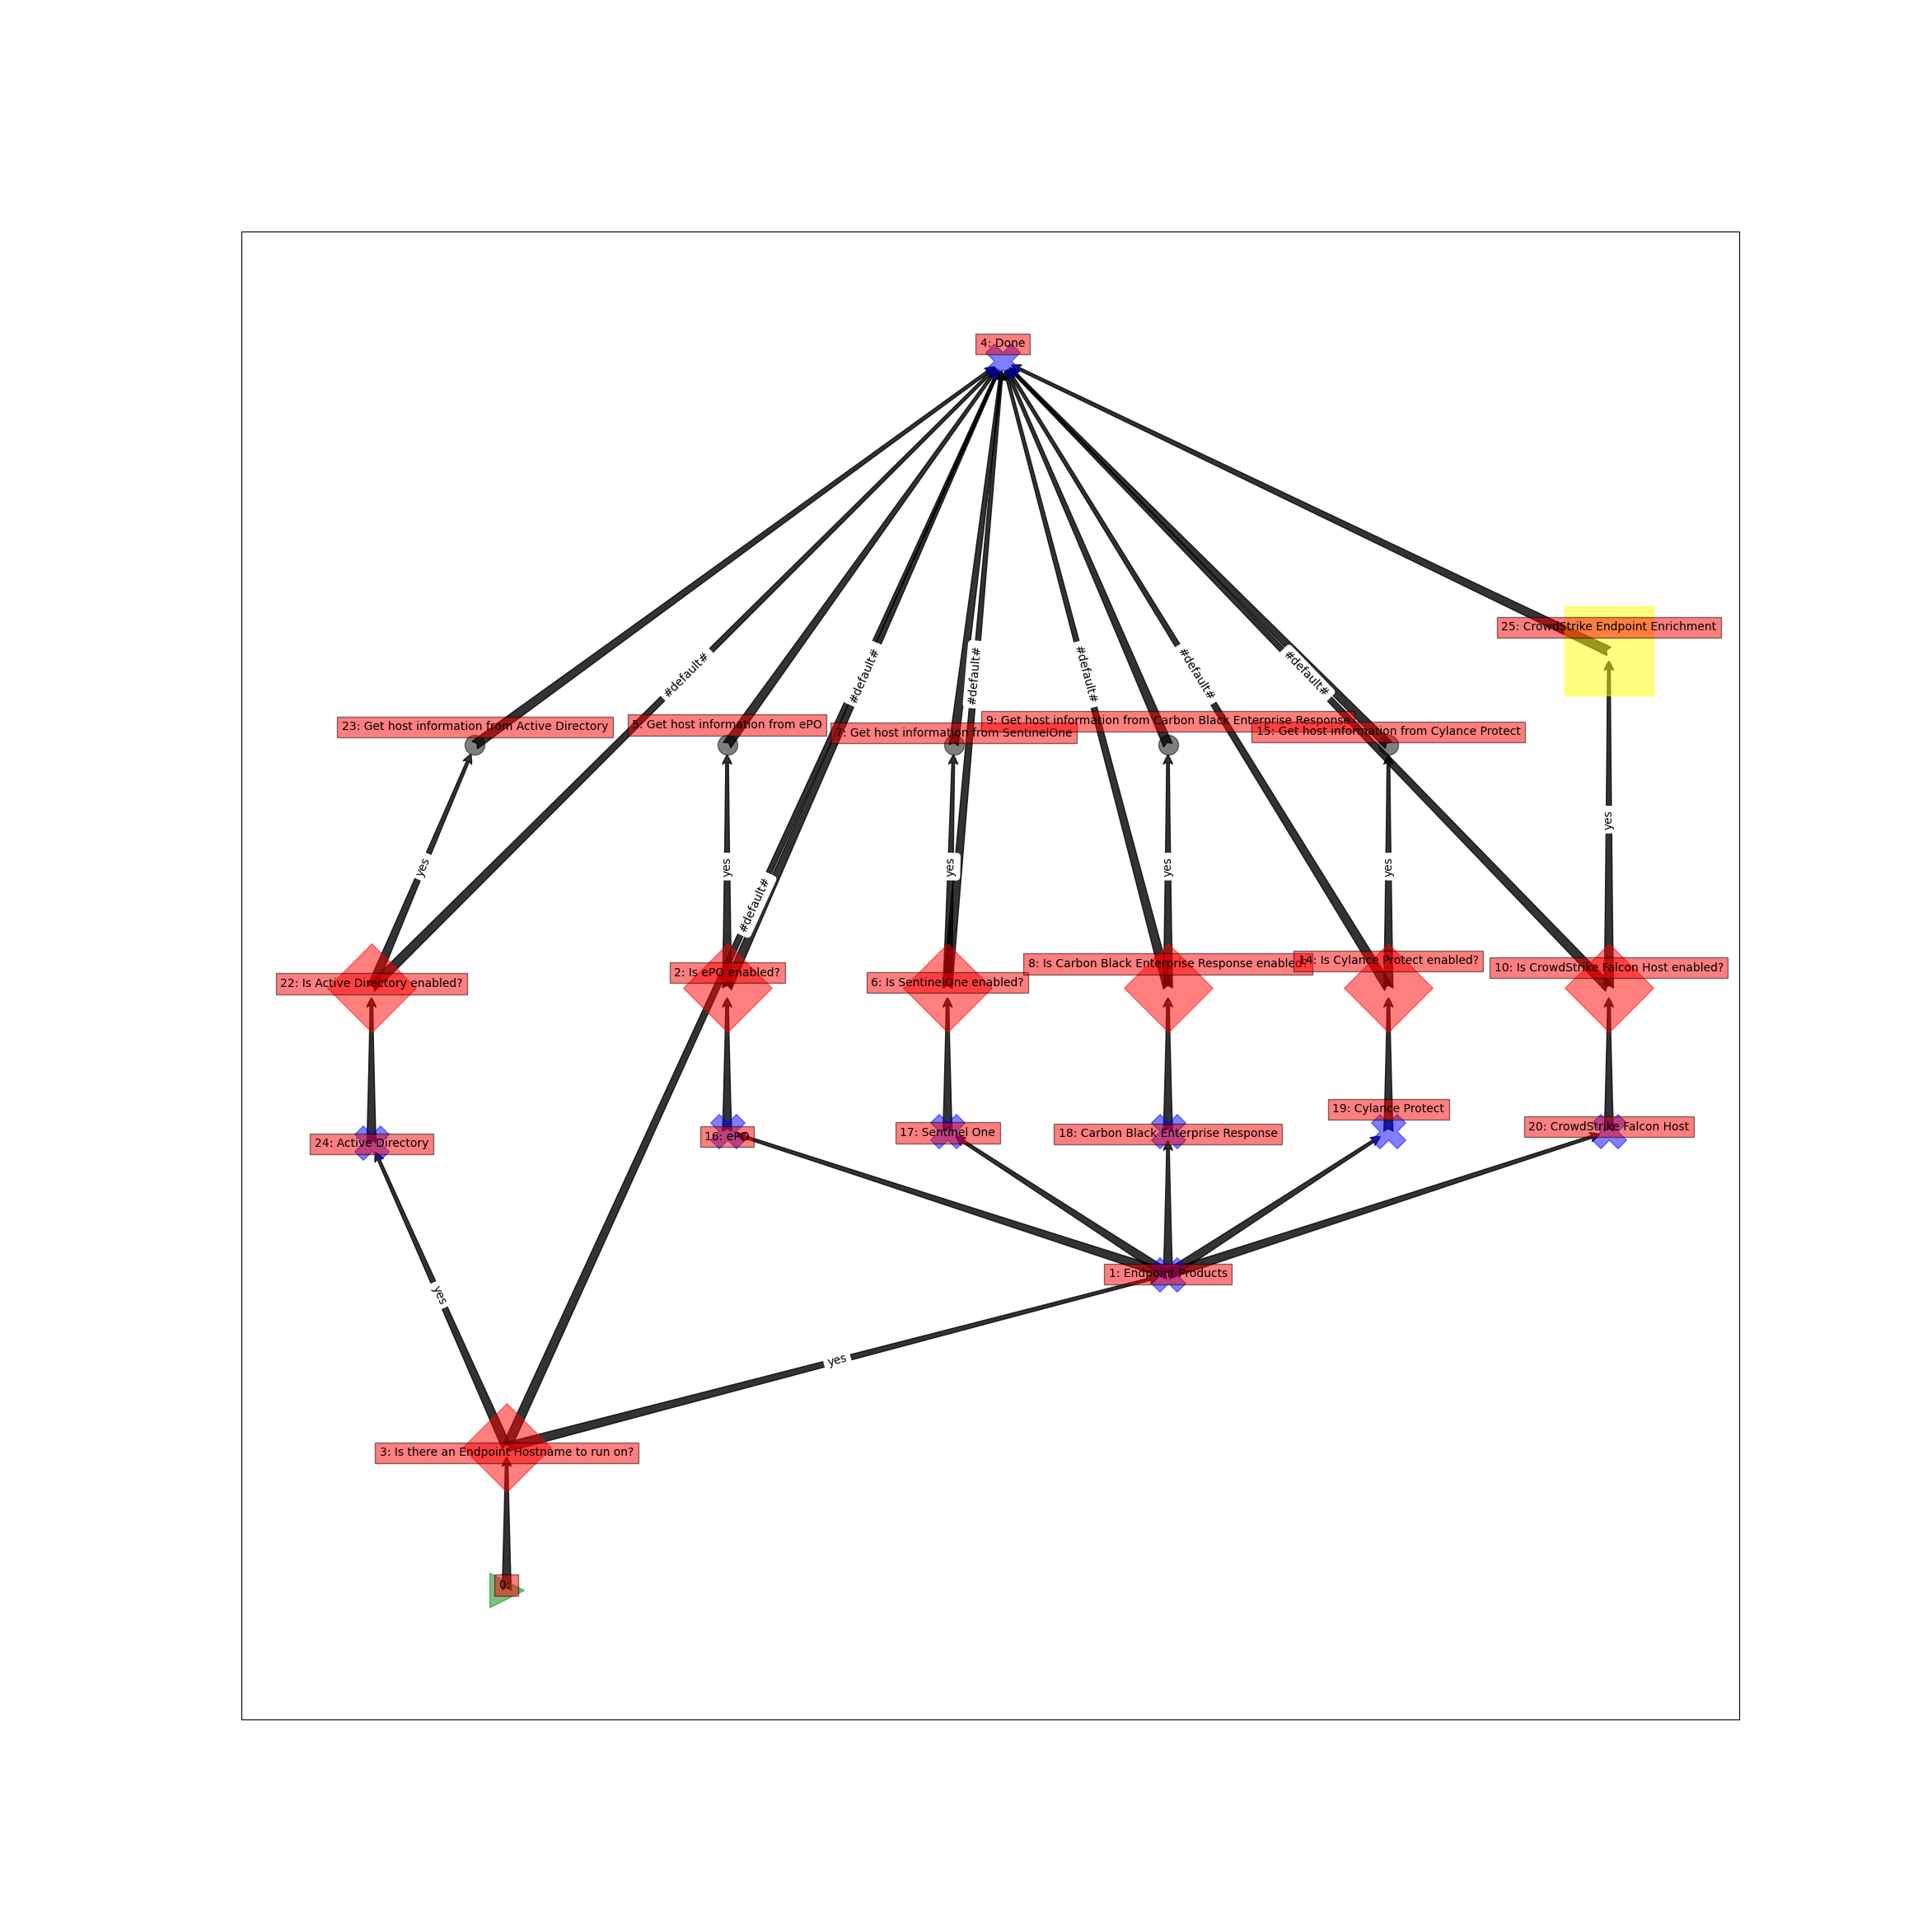 4: Done
25: CrowdStrike Endpoint Enrichment
#default#
#default#
#default#
#default#
#default#
#default#
23: Get host information from Active Directory
5: Get host information from ePO
7: Get host information from SentinelOne
9: Get host information from Carbon Black Enterprise Response
15: Get host information from Cylance Protect
yes
yes
yes
yes
yes
yes
#default#
22: Is Active Directory enabled?
2: Is ePO enabled?
6: Is SentinelOne enabled?
8: Is Carbon Black Enterprise Response enabled?
14: Is Cylance Protect enabled?
10: Is CrowdStrike Falcon Host enabled?
24: Active Directory
16: ePO
17: Sentinel One
18: Carbon Black Enterprise Response
19: Cylance Protect
20: CrowdStrike Falcon Host
1: Endpoint Products
yes
yes
3: Is there an Endpoint Hostname to run on?
0: